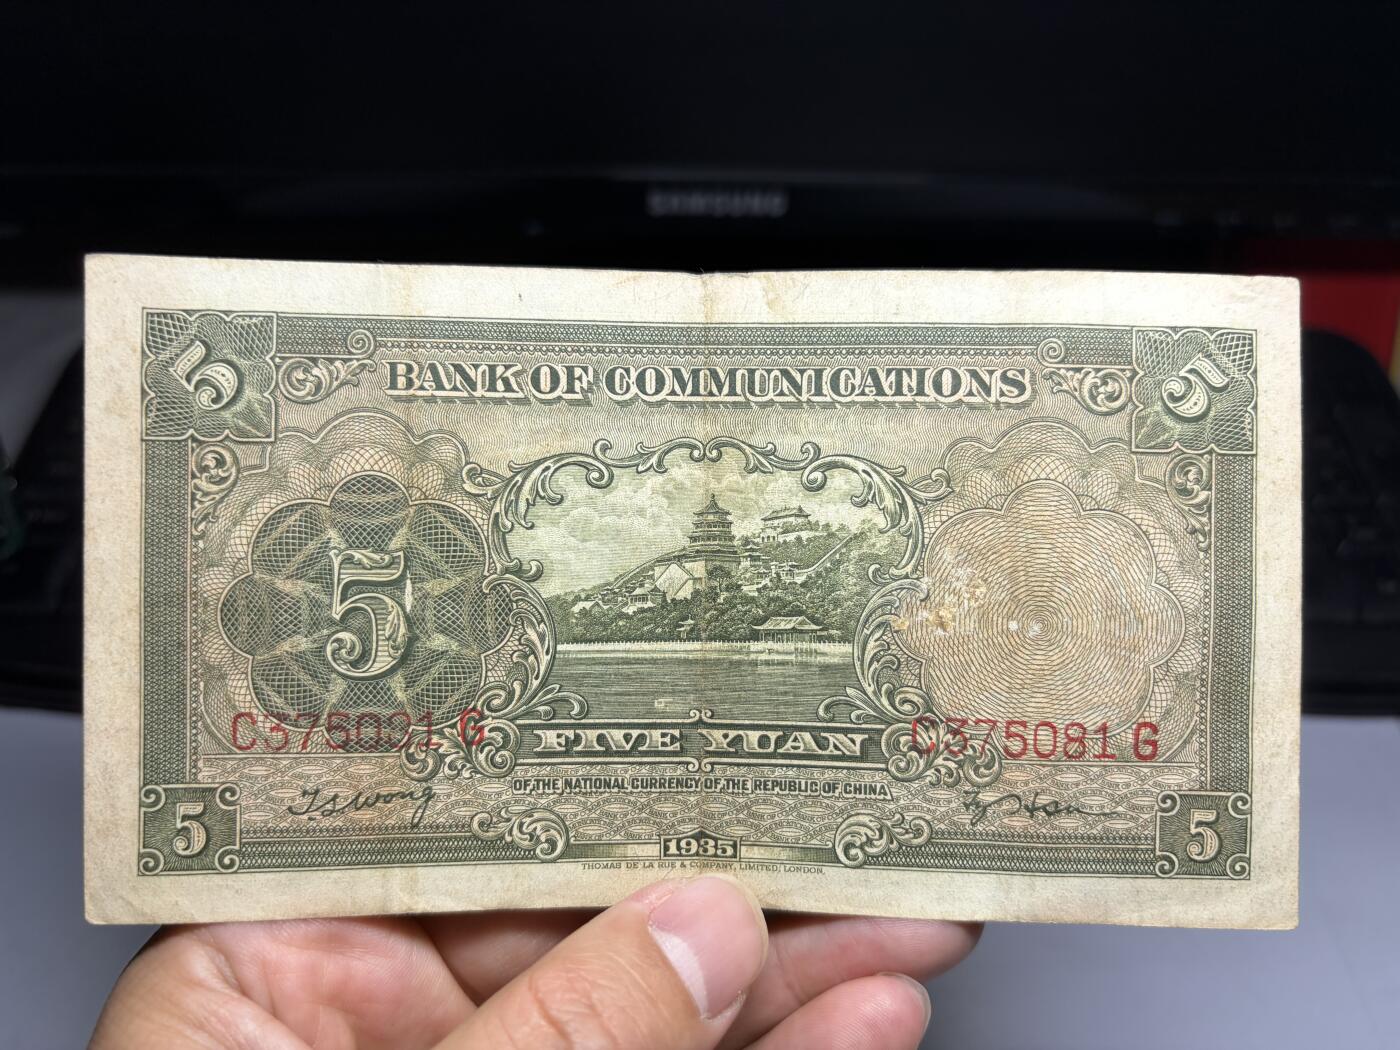 SAMSUNG
5 5
BANK OF COMMUNICATIONS
5
C375081 G C375081 G
FIVE YUAN
OF THE NATIONAL CURRENCY OF THE REPUBLIC OF CHINA
T.S.Wong
5 1935 5
THOMAS DE LA RUE & COMPANY, LIMITED, LONDON.